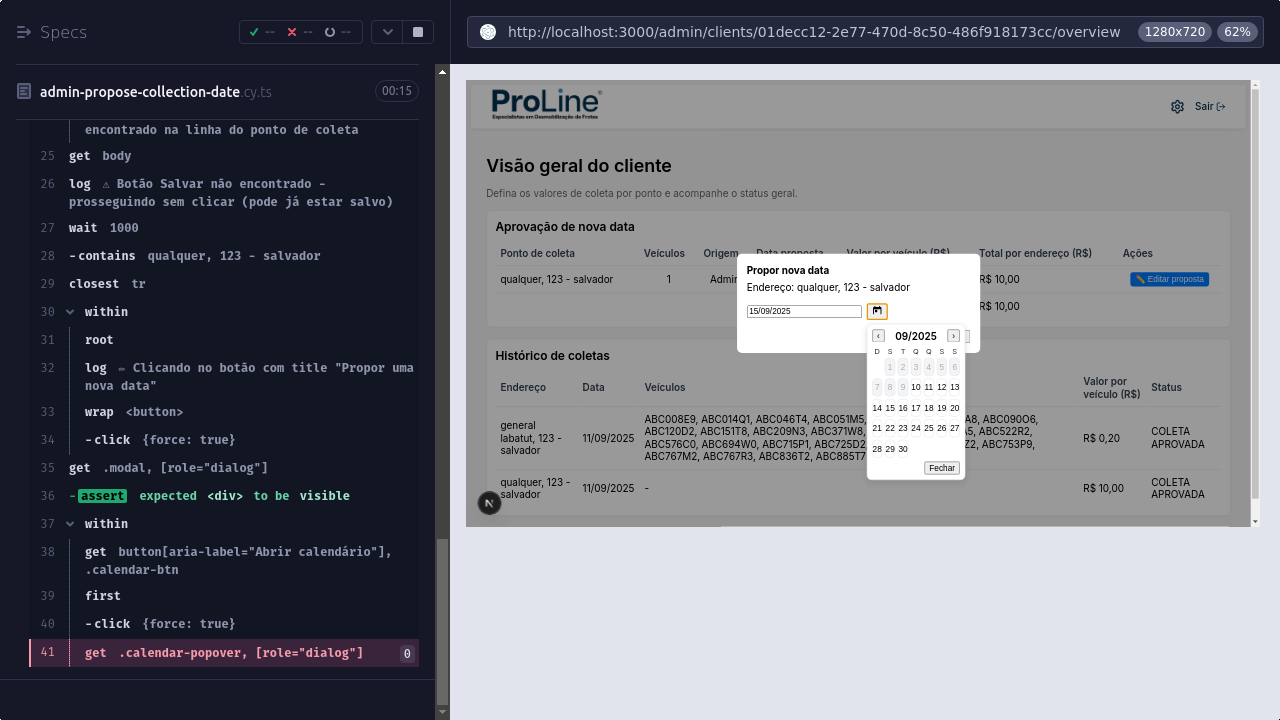 Specs
-- -- --
admin-propose-collection-date.cy.ts 00:15
encontrado na linha do ponto de coleta
25 get body
26 log ⚠ Botão Salvar não encontrado -
prosseguindo sem clicar (pode já estar salvo)
27 wait 1000
28 -contains qualquer, 123 - salvador
29 closest tr
30 within
31 root
32 log ✏ Clicando no botão com title "Propor uma
nova data"
33 wrap <button>
34 -click {force: true}
35 get .modal, [role="dialog"]
36 -assert expected <div> to be visible
37 within
38 get button[aria-label="Abrir calendário"],
.calendar-btn
39 first
40 -click {force: true}
41 get .calendar-popover, [role="dialog"] 0
http://localhost:3000/admin/clients/01decc12-2e77-470d-8c50-486f918173cc/overview 1280x720 62%
ProLine
Especialistas em Desmobilização de Frotas
Sair
Visão geral do cliente
Defina os valores de coleta por ponto e acompanhe o status geral.
Aprovação de nova data
Ponto de coleta Veículos Origem Data proposta Valor por veículo (R$) Total por endereço (R$) Ações
qualquer, 123 - salvador 1 Admin R$ 10,00 ✏️ Editar proposta
R$ 10,00
Propor nova data
Endereço: qualquer, 123 - salvador
15/09/2025
‹ 09/2025 ›
D S T Q Q S S
1 2 3 4 5 6
7 8 9 10 11 12 13
14 15 16 17 18 19 20
21 22 23 24 25 26 27
28 29 30
Fechar
Histórico de coletas
Endereço Data Veículos Valor por veículo (R$) Status
general labatut, 123 - salvador 11/09/2025
ABC008E9, ABC014Q1, ABC046T4, ABC051M5, A8, ABC090O6,
ABC120D2, ABC151T8, ABC209N3, ABC371W8, A5, ABC522R2,
ABC576C0, ABC694W0, ABC715P1, ABC725D2 Z2, ABC753P9,
ABC767M2, ABC767R3, ABC836T2, ABC885T7
R$ 0,20 COLETA APROVADA
qualquer, 123 - salvador 11/09/2025 - R$ 10,00 COLETA APROVADA
N